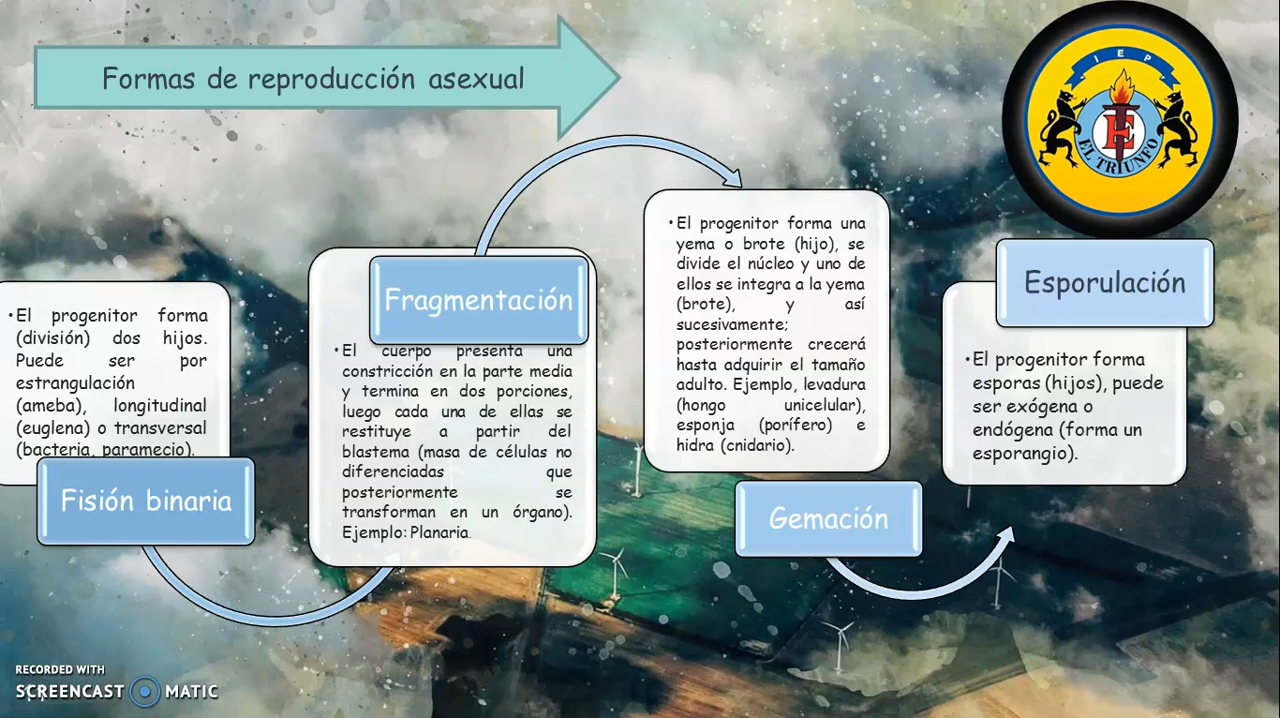 Formas de reproducción asexual
I E P
EL TRIUNFO
E
•El progenitor forma
(división) dos hijos.
Puede ser por
estrangulación
(ameba), longitudinal
(euglena) o transversal
(bacteria, paramecio).
Fisión binaria
Fragmentación
•El cuerpo presenta una
constricción en la parte media
y termina en dos porciones,
luego cada una de ellas se
restituye a partir del
blastema (masa de células no
diferenciadas que
posteriormente se
transforman en un órgano).
Ejemplo: Planaria.
•El progenitor forma una
yema o brote (hijo), se
divide el núcleo y uno de
ellos se integra a la yema
(brote), y así
sucesivamente;
posteriormente crecerá
hasta adquirir el tamaño
adulto. Ejemplo, levadura
(hongo unicelular),
esponja (porífero) e
hidra (cnidario).
Gemación
Esporulación
•El progenitor forma
esporas (hijos), puede
ser exógena o
endógena (forma un
esporangio).
RECORDED WITH
SCREENCAST MATIC